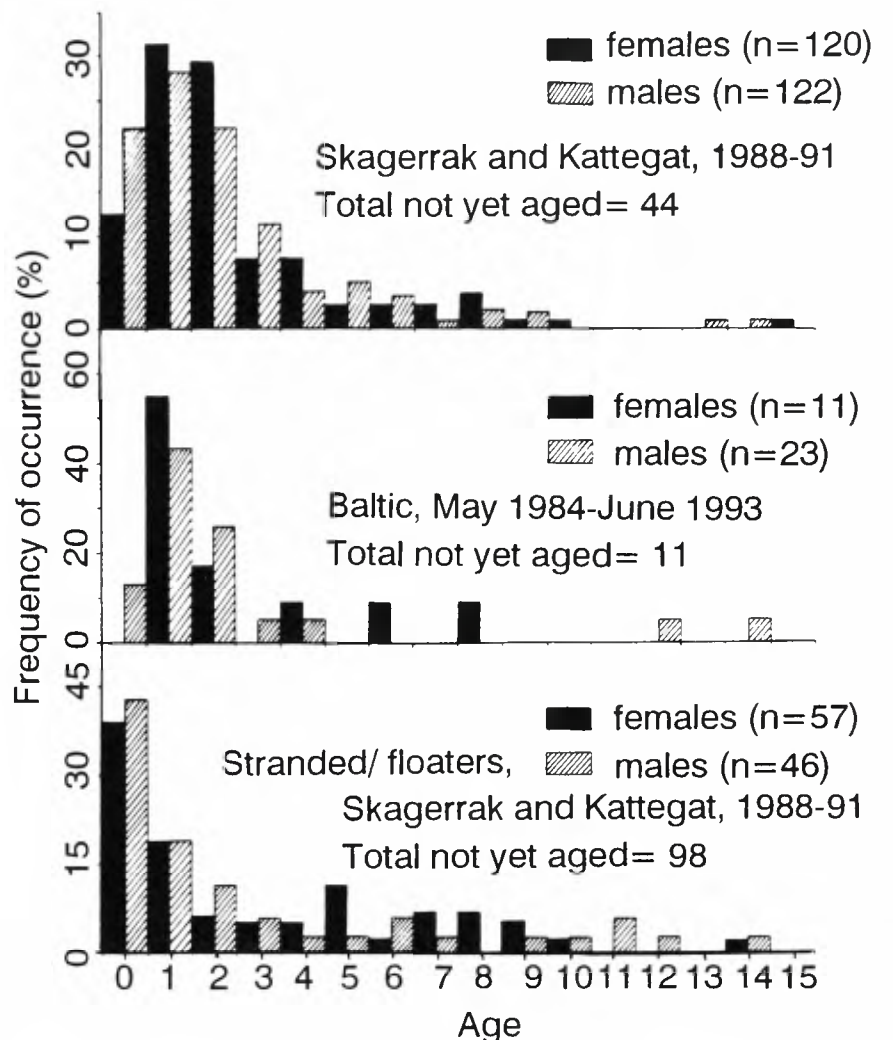 Frequency of occurrence (%)
30
20
10
0
females (n=120)
males (n=122)
Skagerrak and Kattegat, 1988-91
Total not yet aged= 44
60
40
20
0
females (n=11)
males (n=23)
Baltic, May 1984-June 1993
Total not yet aged= 11
45
30
15
0
females (n=57)
Stranded/ floaters, males (n=46)
Skagerrak and Kattegat, 1988-91
Total not yet aged= 98
0 1 2 3 4 5 6 7 8 9 10 11 12 13 14 15
Age